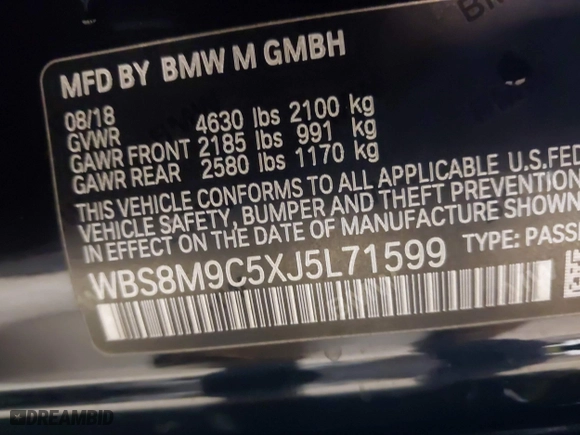 MFD BY BMW M GMBH
08/18
GVWR 4630 lbs 2100 kg
GAWR FRONT 2185 lbs 991 kg
GAWR REAR 2580 lbs 1170 kg
THIS VEHICLE CONFORMS TO ALL APPLICABLE U.S.FED
VEHICLE SAFETY, BUMPER AND THEFT PREVENTION
IN EFFECT ON THE DATE OF MANUFACTURE SHOWN
WBS8M9C5XJ5L71599 TYPE: PASSE
DREAMBID